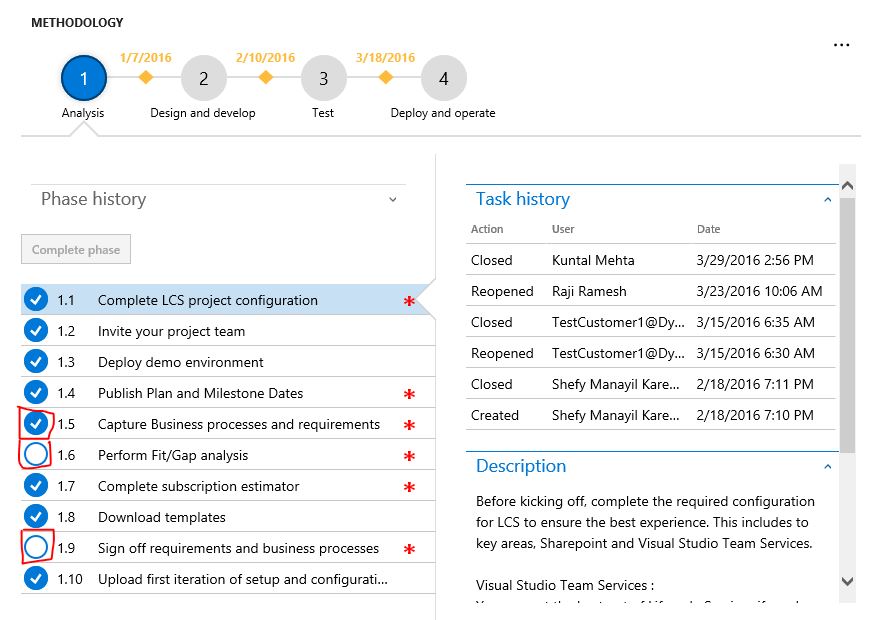 METHODOLOGY
...
1/7/2016 2/10/2016 3/18/2016
1 2 3 4
Analysis Design and develop Test Deploy and operate
Phase history
Complete phase
1.1 Complete LCS project configuration *
1.2 Invite your project team
1.3 Deploy demo environment
1.4 Publish Plan and Milestone Dates *
1.5 Capture Business processes and requirements *
1.6 Perform Fit/Gap analysis *
1.7 Complete subscription estimator *
1.8 Download templates
1.9 Sign off requirements and business processes *
1.10 Upload first iteration of setup and configurati...
Task history
Action User Date
Closed Kuntal Mehta 3/29/2016 2:56 PM
Reopened Raji Ramesh 3/23/2016 10:06 AM
Closed TestCustomer1@Dy... 3/15/2016 6:35 AM
Reopened TestCustomer1@Dy... 3/15/2016 6:30 AM
Closed Shefy Manayil Kare... 2/18/2016 7:11 PM
Created Shefy Manayil Kare... 2/18/2016 7:10 PM
Description
Before kicking off, complete the required configuration
for LCS to ensure the best experience. This includes to
key areas, Sharepoint and Visual Studio Team Services.
Visual Studio Team Services :